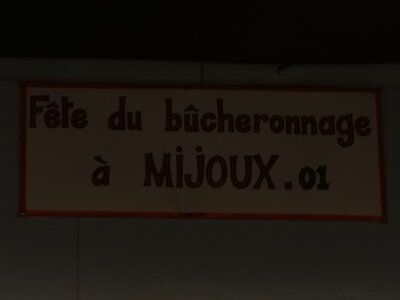 Fête du bûcheronnage
à MIJOUX. 01